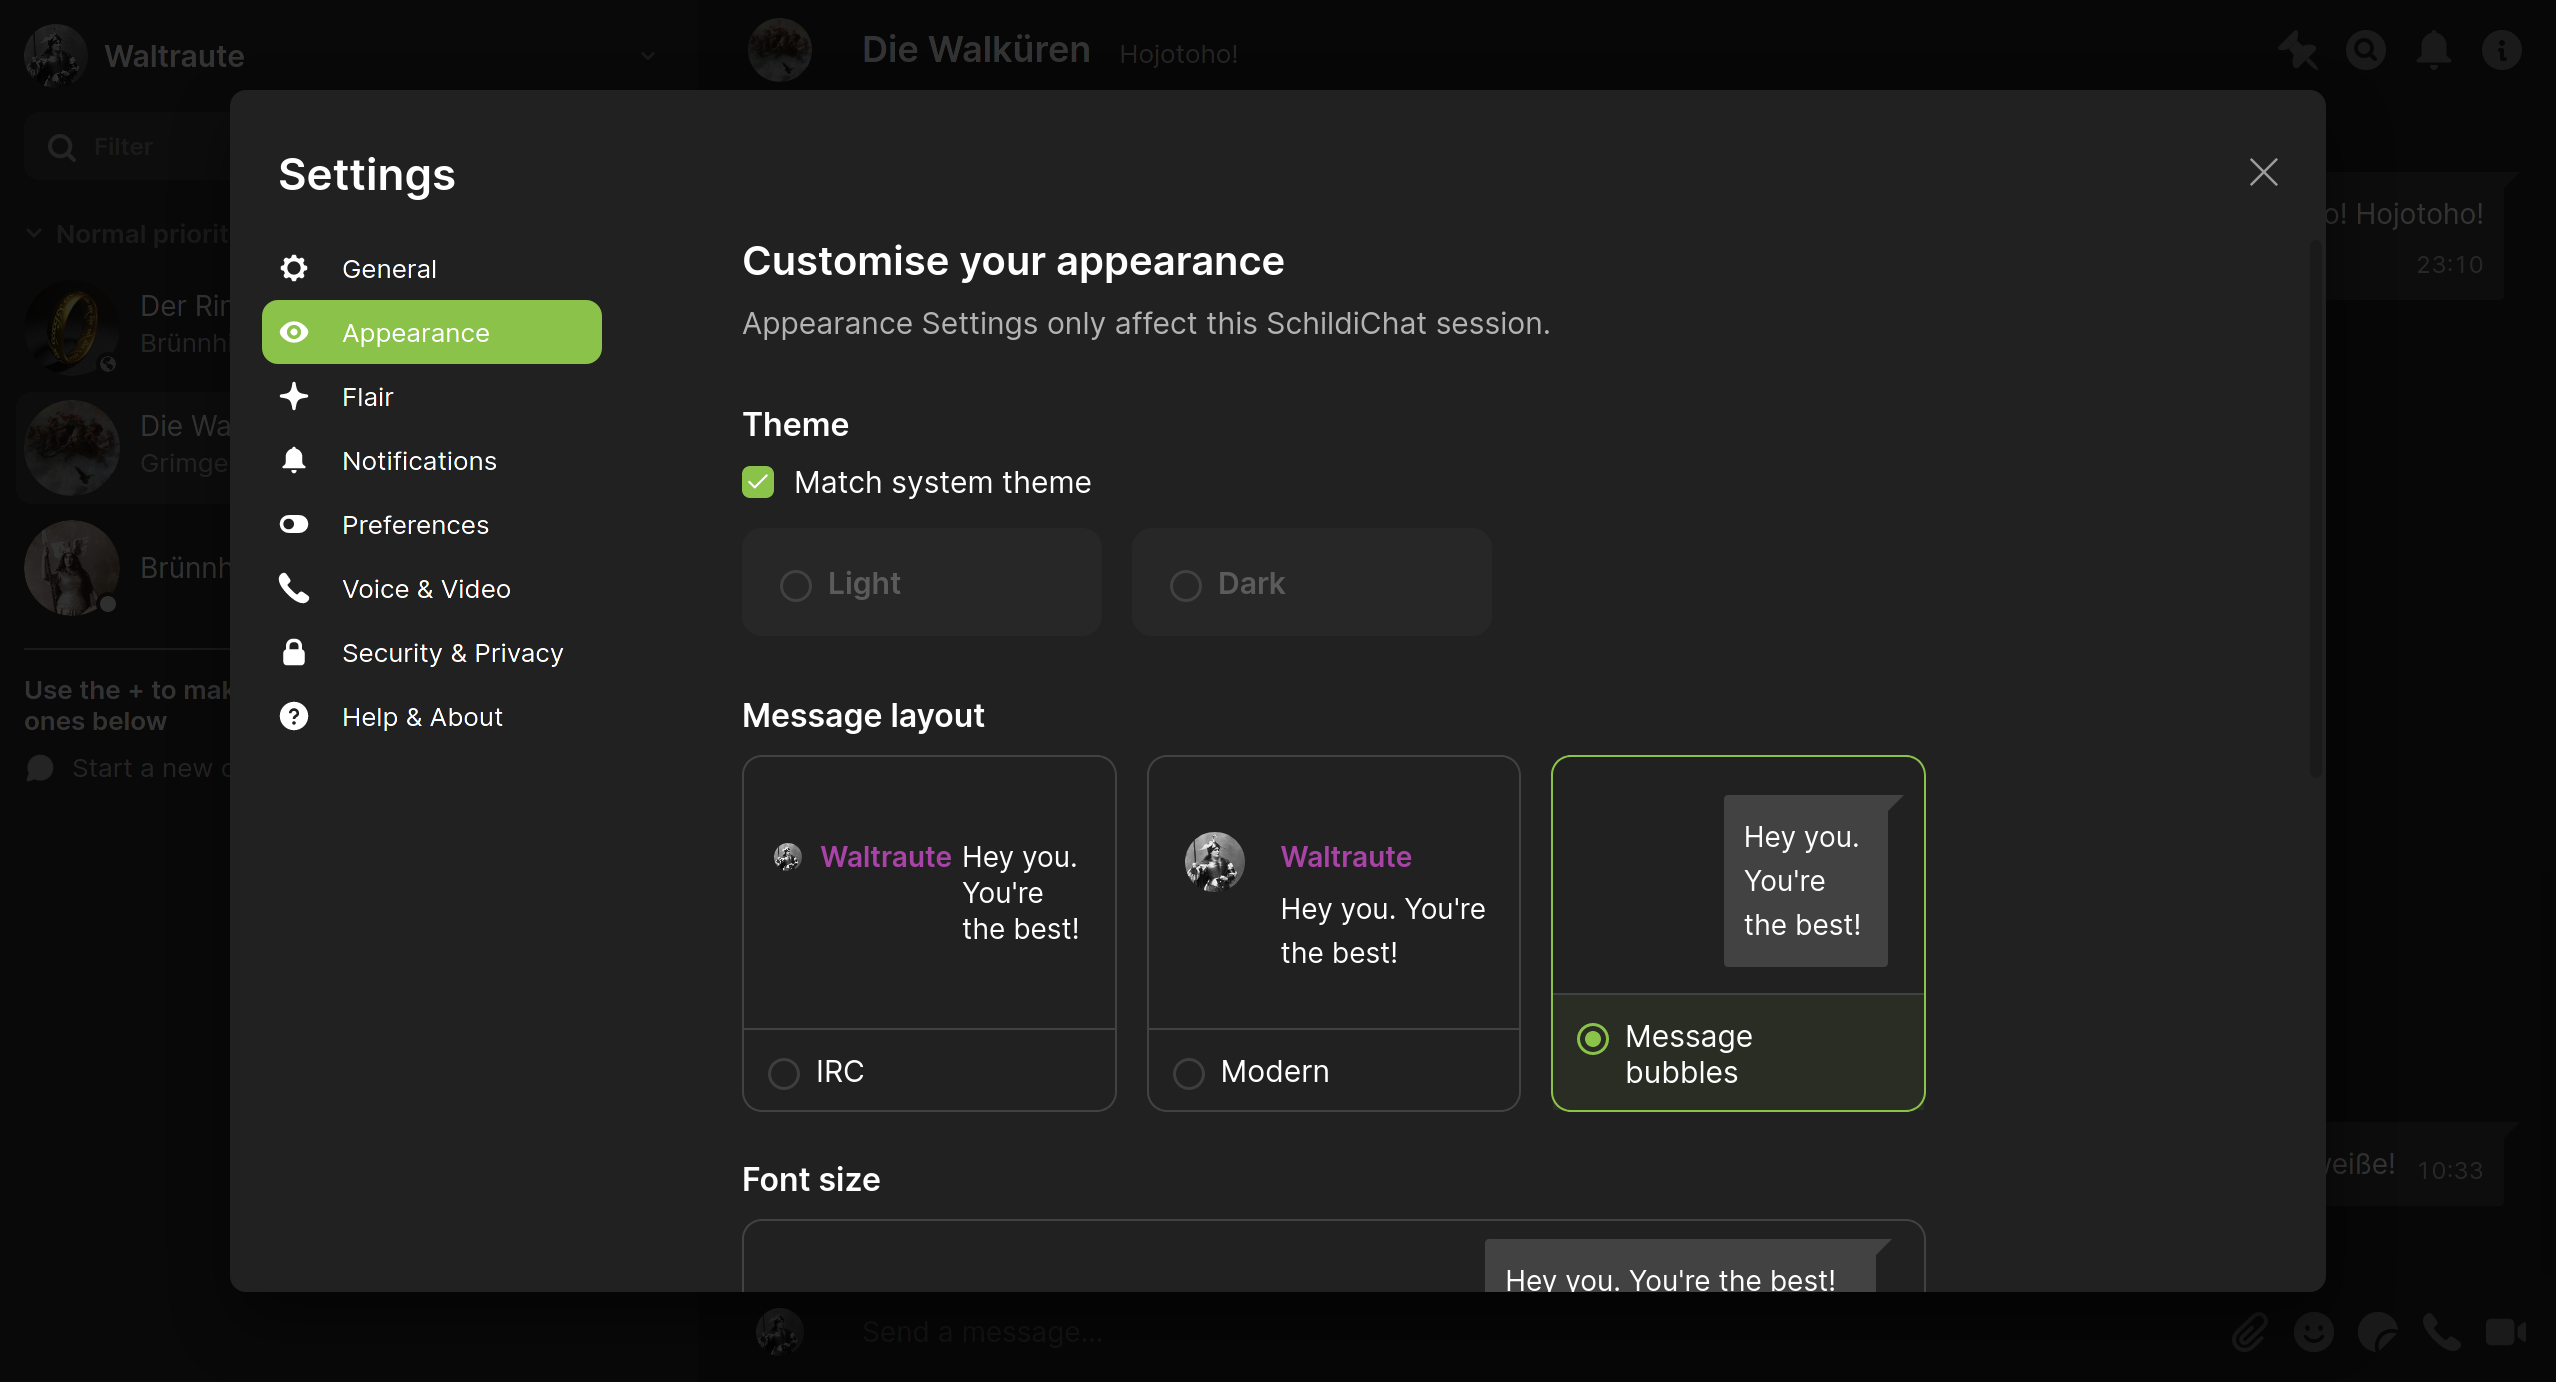 Waltraute
Die Walküren Hojotoho!
Filter
Normal priorit
Der Rin
Brünnhi
Die Wa
Grimge
Brünnh
Use the + to mak
ones below
Start a new c
Settings
General
Appearance
Flair
Notifications
Preferences
Voice & Video
Security & Privacy
Help & About
Customise your appearance
Appearance Settings only affect this SchildiChat session.
Theme
Match system theme
Light
Dark
Message layout
Waltraute Hey you.
You're
the best!
IRC
Waltraute
Hey you. You're
the best!
Modern
Hey you.
You're
the best!
Message
bubbles
Font size
Hey you. You're the best!
o! Hojotoho!
23:10
weiße! 10:33
Send a message...